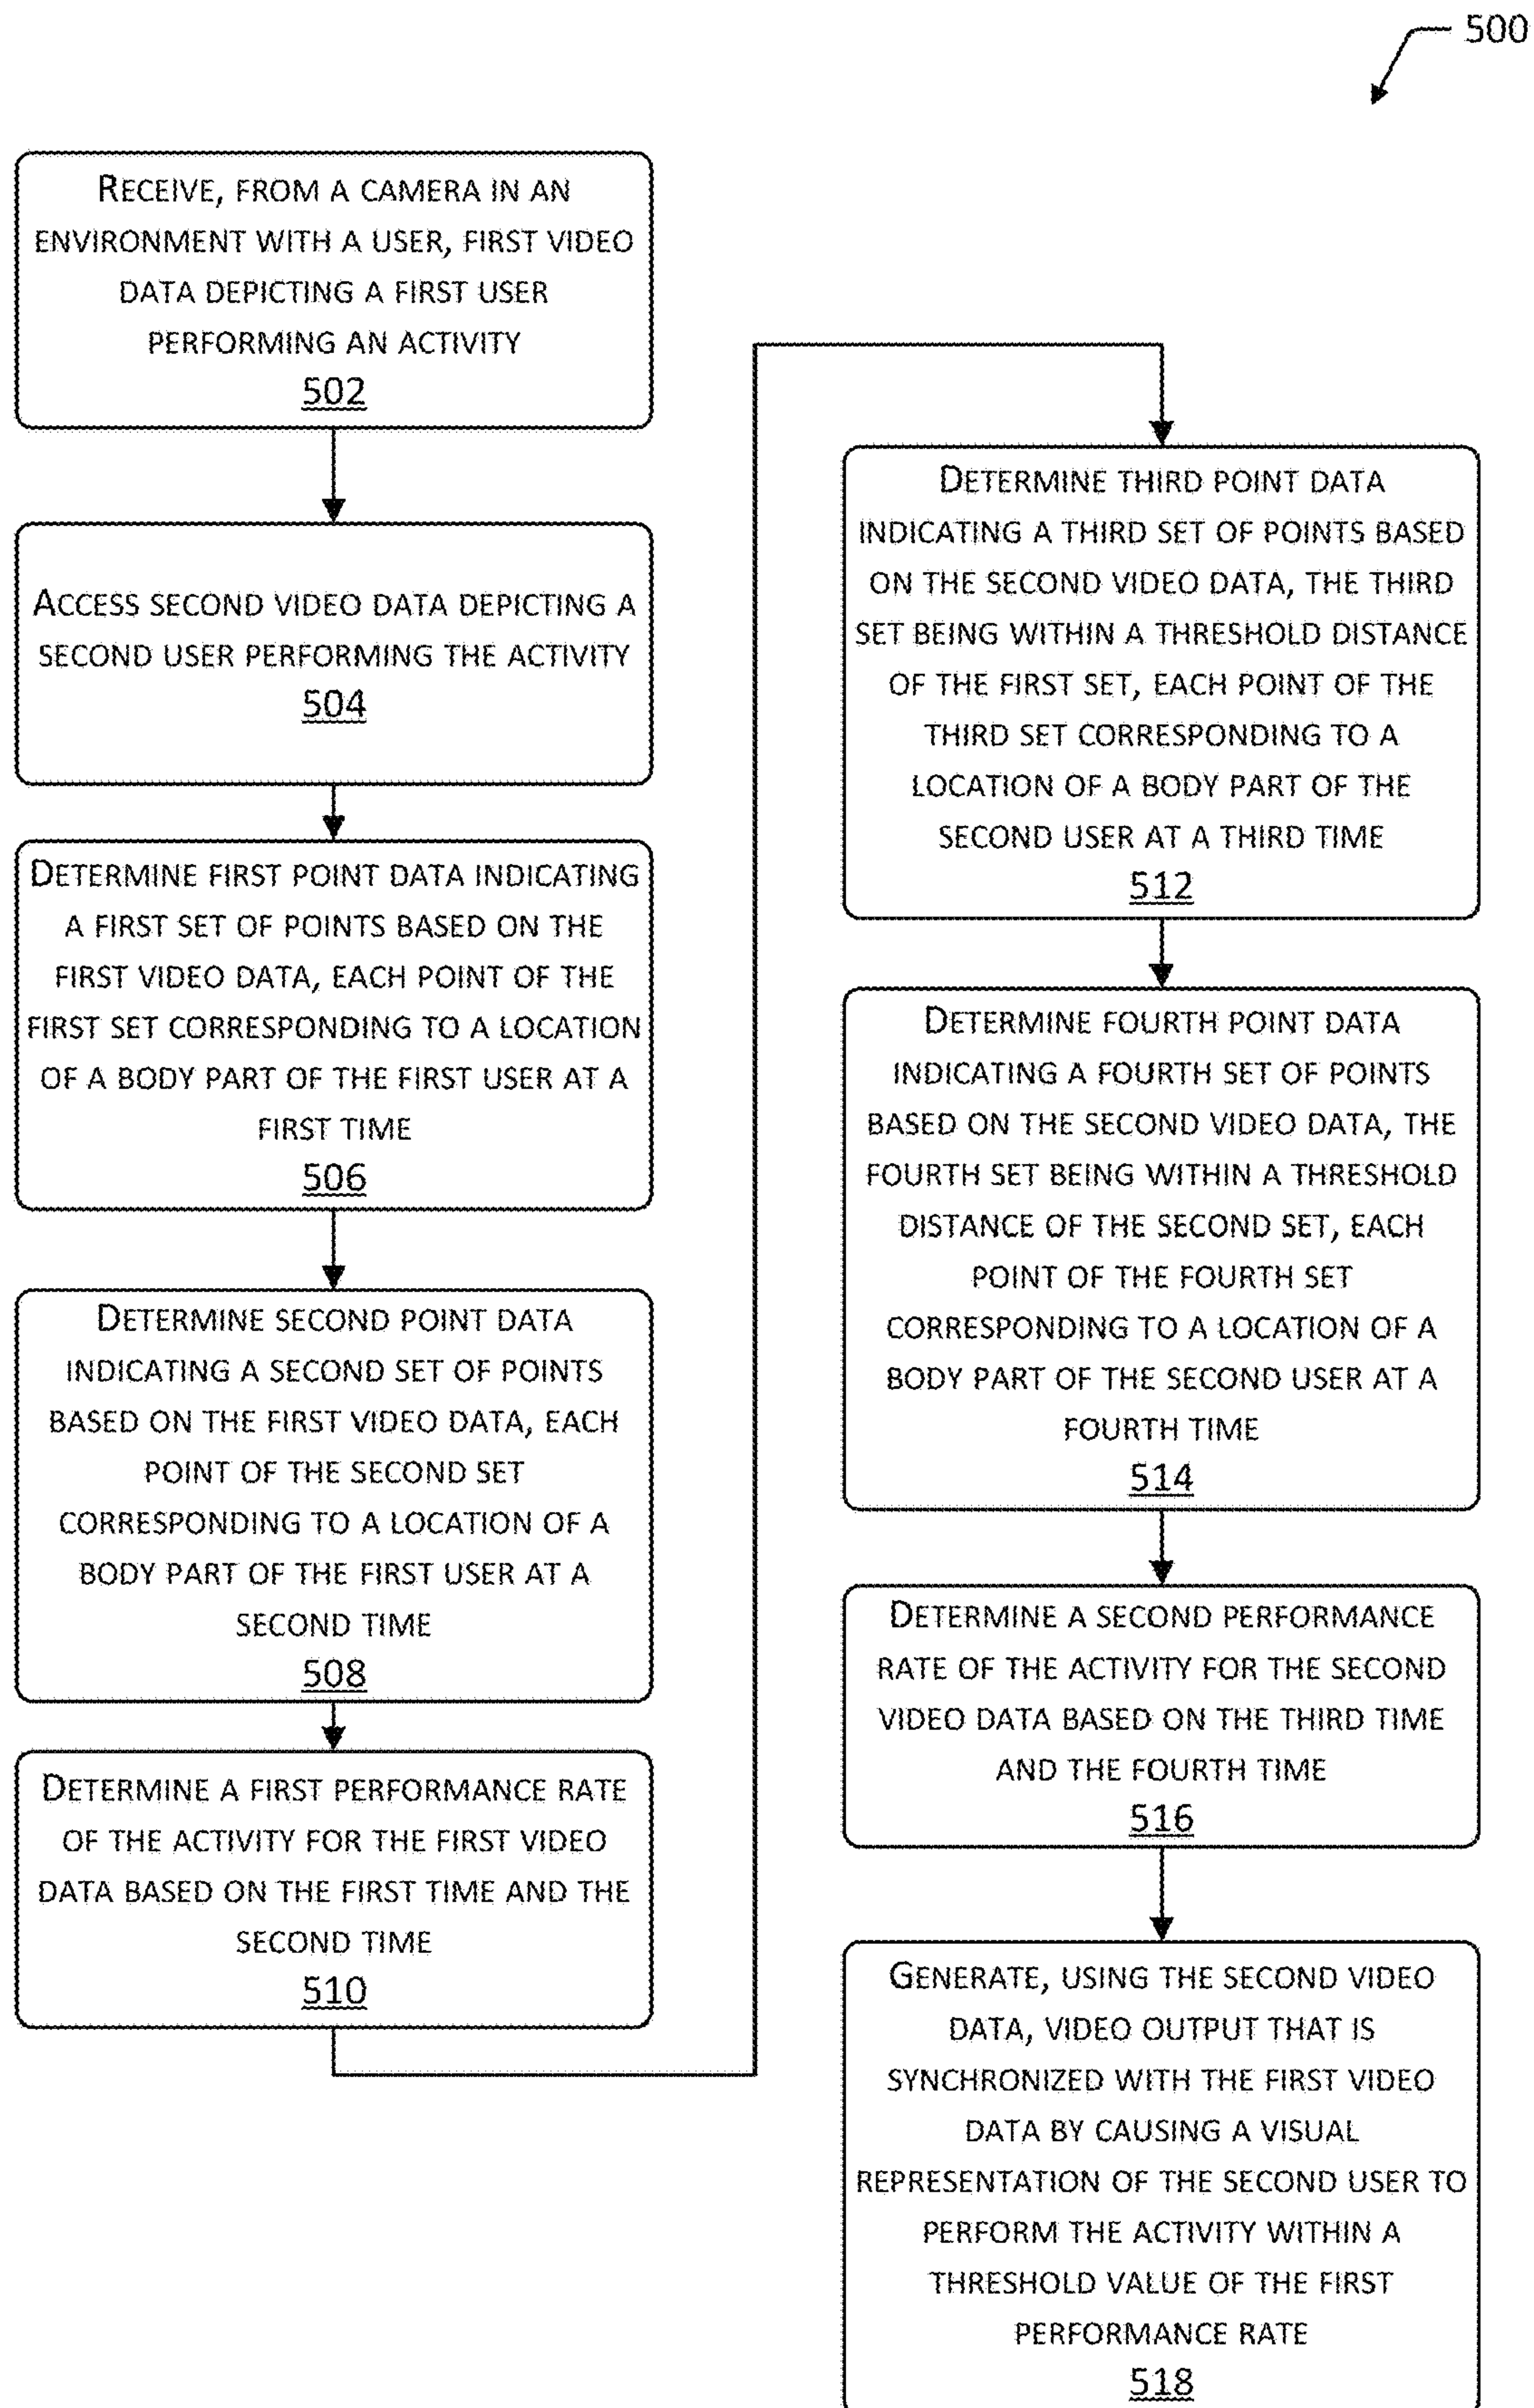 500
RECEIVE, FROM A CAMERA IN AN
ENVIRONMENT WITH A USER, FIRST VIDEO
DATA DEPICTING A FIRST USER
PERFORMING AN ACTIVITY
502
ACCESS SECOND VIDEO DATA DEPICTING A
SECOND USER PERFORMING THE ACTIVITY
504
DETERMINE FIRST POINT DATA INDICATING
A FIRST SET OF POINTS BASED ON THE
FIRST VIDEO DATA, EACH POINT OF THE
FIRST SET CORRESPONDING TO A LOCATION
OF A BODY PART OF THE FIRST USER AT A
FIRST TIME
506
DETERMINE SECOND POINT DATA
INDICATING A SECOND SET OF POINTS
BASED ON THE FIRST VIDEO DATA, EACH
POINT OF THE SECOND SET
CORRESPONDING TO A LOCATION OF A
BODY PART OF THE FIRST USER AT A
SECOND TIME
508
DETERMINE A FIRST PERFORMANCE RATE
OF THE ACTIVITY FOR THE FIRST VIDEO
DATA BASED ON THE FIRST TIME AND THE
SECOND TIME
510
DETERMINE THIRD POINT DATA
INDICATING A THIRD SET OF POINTS BASED
ON THE SECOND VIDEO DATA, THE THIRD
SET BEING WITHIN A THRESHOLD DISTANCE
OF THE FIRST SET, EACH POINT OF THE
THIRD SET CORRESPONDING TO A
LOCATION OF A BODY PART OF THE
SECOND USER AT A THIRD TIME
512
DETERMINE FOURTH POINT DATA
INDICATING A FOURTH SET OF POINTS
BASED ON THE SECOND VIDEO DATA, THE
FOURTH SET BEING WITHIN A THRESHOLD
DISTANCE OF THE SECOND SET, EACH
POINT OF THE FOURTH SET
CORRESPONDING TO A LOCATION OF A
BODY PART OF THE SECOND USER AT A
FOURTH TIME
514
DETERMINE A SECOND PERFORMANCE
RATE OF THE ACTIVITY FOR THE SECOND
VIDEO DATA BASED ON THE THIRD TIME
AND THE FOURTH TIME
516
GENERATE, USING THE SECOND VIDEO
DATA, VIDEO OUTPUT THAT IS
SYNCHRONIZED WITH THE FIRST VIDEO
DATA BY CAUSING A VISUAL
REPRESENTATION OF THE SECOND USER TO
PERFORM THE ACTIVITY WITHIN A
THRESHOLD VALUE OF THE FIRST
PERFORMANCE RATE
518